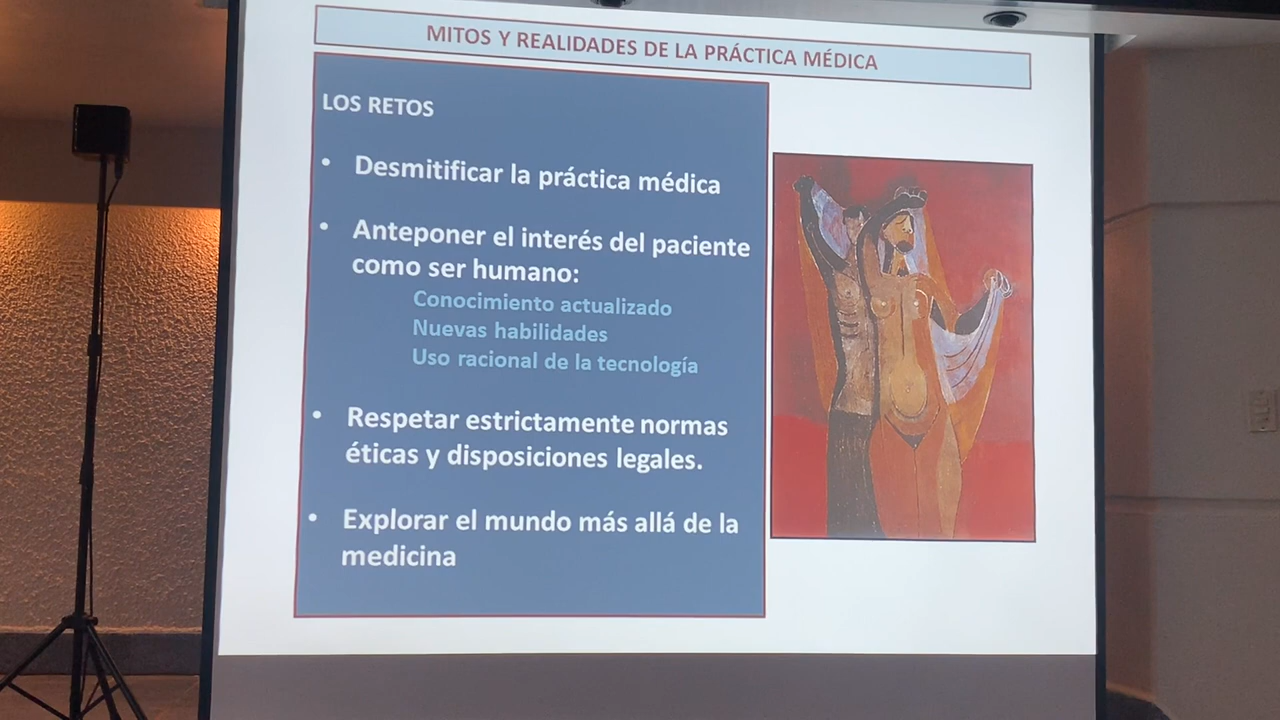 MITOS Y REALIDADES DE LA PRÁCTICA MÉDICA
LOS RETOS
• Desmitificar la práctica médica
• Anteponer el interés del paciente
como ser humano:
Conocimiento actualizado
Nuevas habilidades
Uso racional de la tecnología
• Respetar estrictamente normas
éticas y disposiciones legales.
• Explorar el mundo más allá de la
medicina